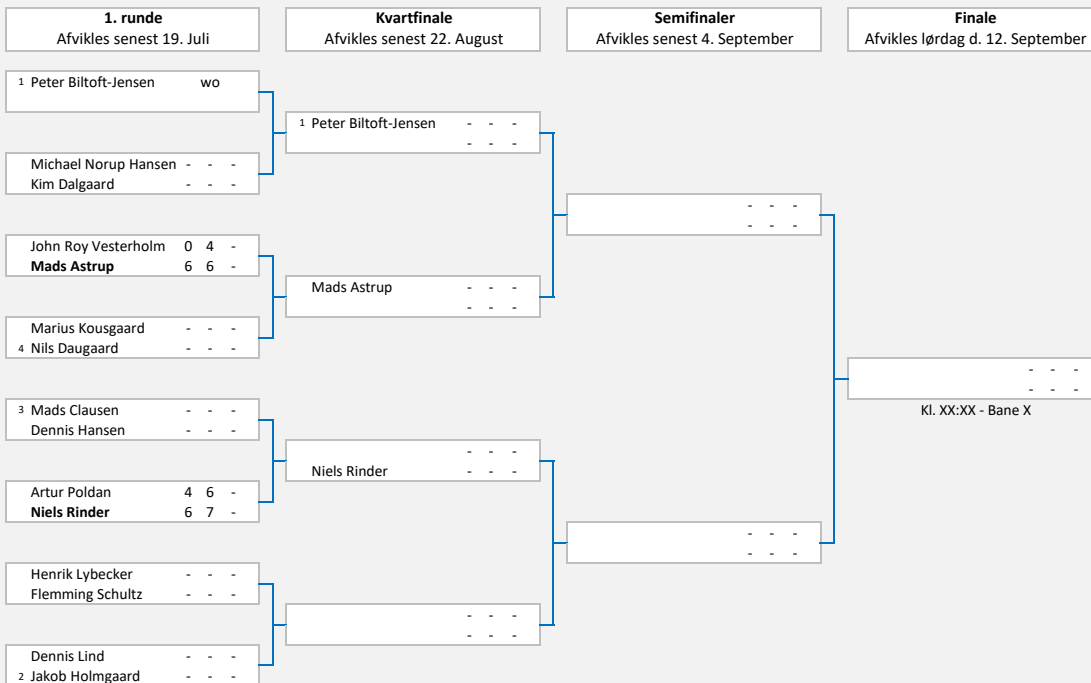 1. runde
Afvikles senest 19. Juli
Kvartfinale
Afvikles senest 22. August
Semifinaler
Afvikles senest 4. September
Finale
Afvikles lørdag d. 12. September
1 Peter Biltoft-Jensen wo
Michael Norup Hansen - - -
Kim Dalgaard - - -
John Roy Vesterholm 0 4 -
Mads Astrup 6 6 -
Marius Kousgaard - - -
4 Nils Daugaard - - -
3 Mads Clausen - - -
Dennis Hansen - - -
Artur Poldan 4 6 -
Niels Rinder 6 7 -
Henrik Lybecker - - -
Flemming Schultz - - -
Dennis Lind - - -
2 Jakob Holmgaard - - -
1 Peter Biltoft-Jensen - - -
- - -
Mads Astrup - - -
- - -
- - -
Niels Rinder - - -
- - -
- - -
- - -
- - -
- - -
- - -
- - -
- - -
Kl. XX:XX - Bane X